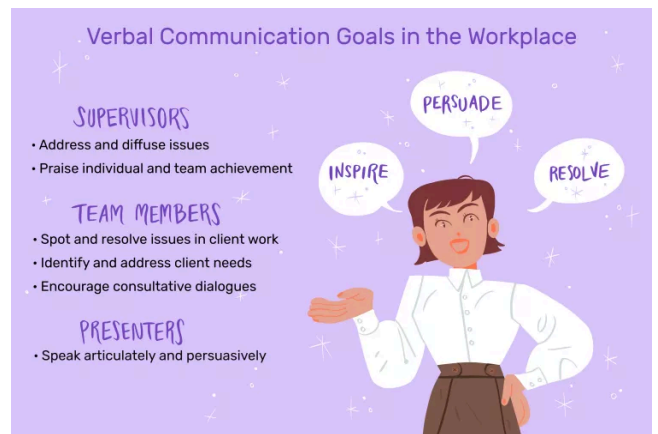 Verbal Communication Goals in the Workplace
SUPERVISORS
• Address and diffuse issues
• Praise individual and team achievement
TEAM MEMBERS
• Spot and resolve issues in client work
• Identify and address client needs
• Encourage consultative dialogues
PRESENTERS
• Speak articulately and persuasively
INSPIRE
PERSUADE
RESOLVE